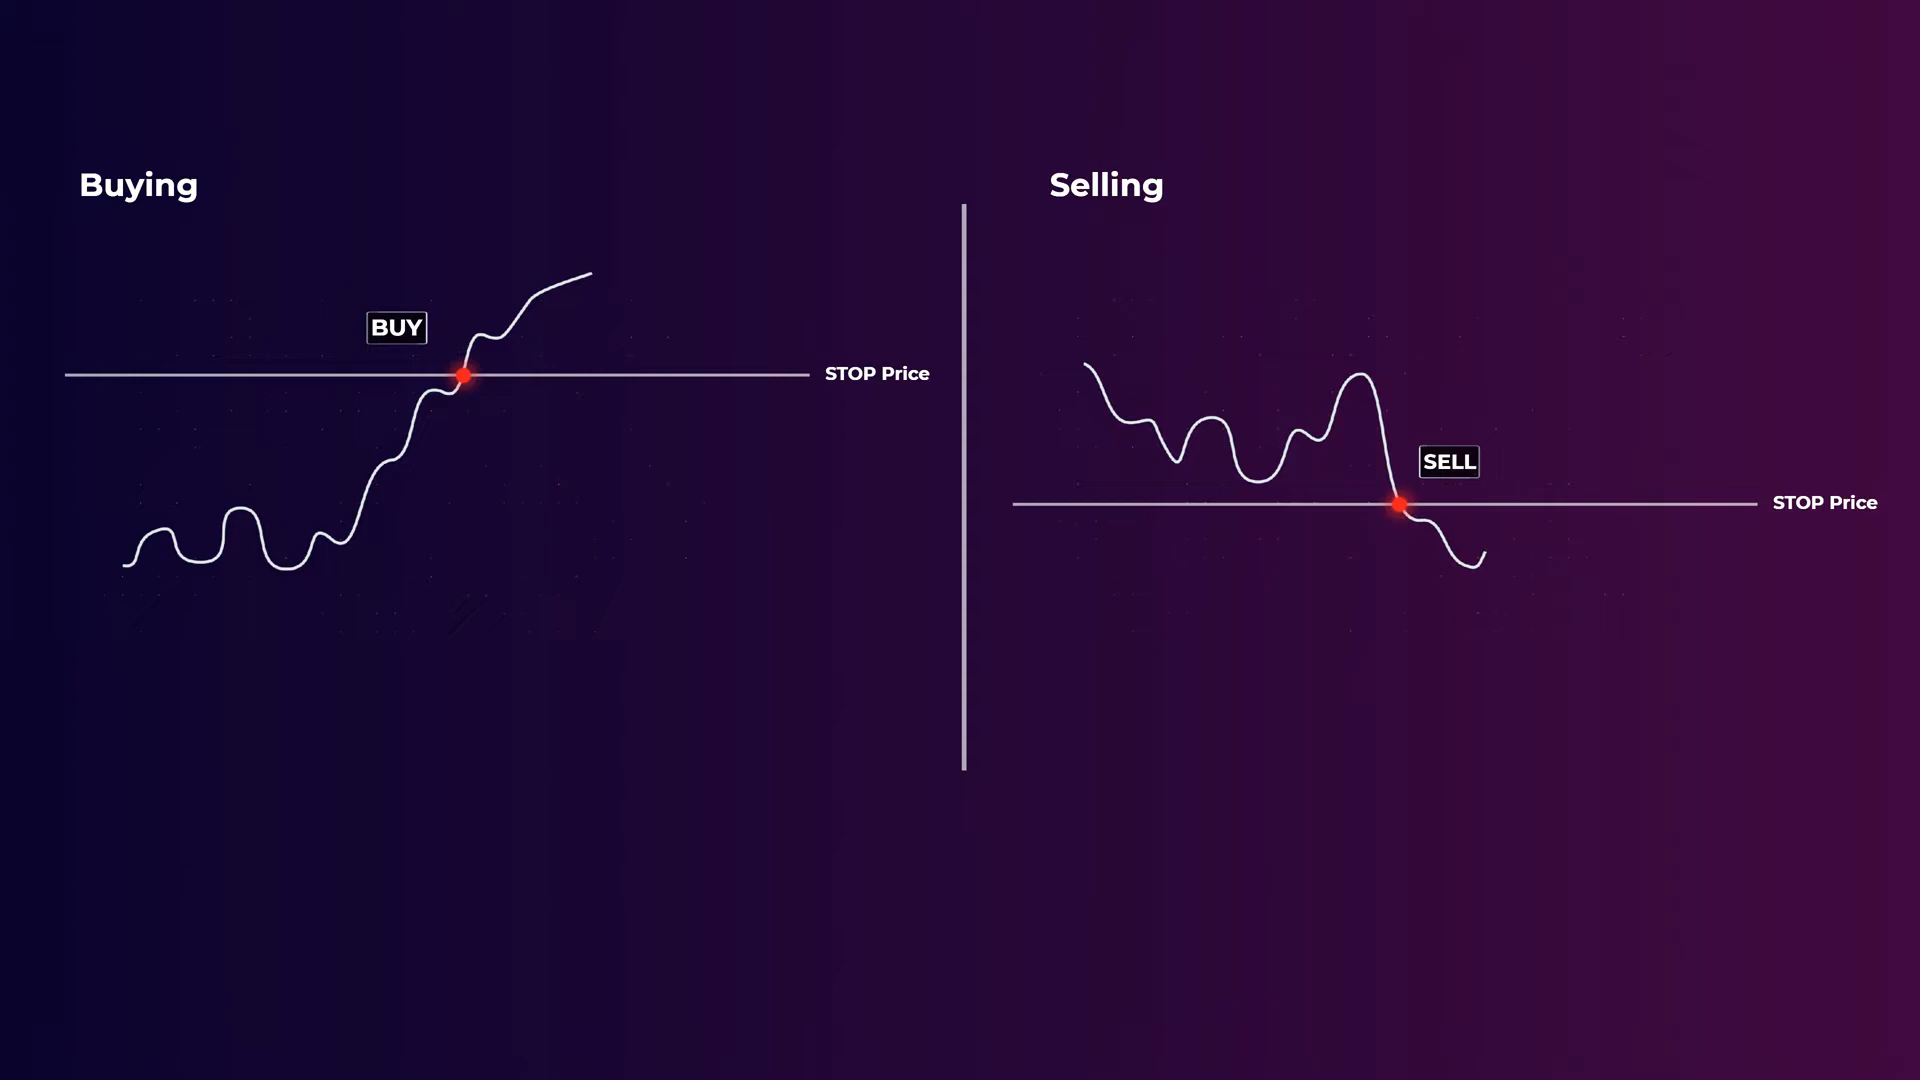 Buying
BUY
STOP Price
Selling
SELL
STOP Price